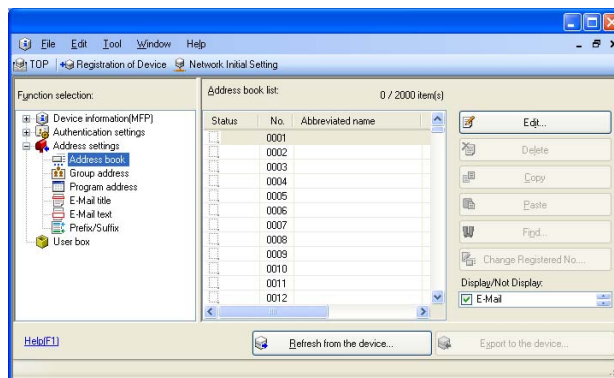 File Edit Tool Window Help
TOP Registration of Device Network Initial Setting
Function selection:
Device information(MFP)
Authentication settings
Address settings
Address book
Group address
Program address
E-Mail title
E-Mail text
Prefix/Suffix
User box
Address book list: 0 / 2000 item(s)
Status No. Abbreviated name
0001
0002
0003
0004
0005
0006
0007
0008
0009
0010
0011
0012
Edit...
Delete
Copy
Paste
Find...
Change Registered No....
Display/Not Display:
E-Mail
Help[F1]
Refresh from the device...
Export to the device...